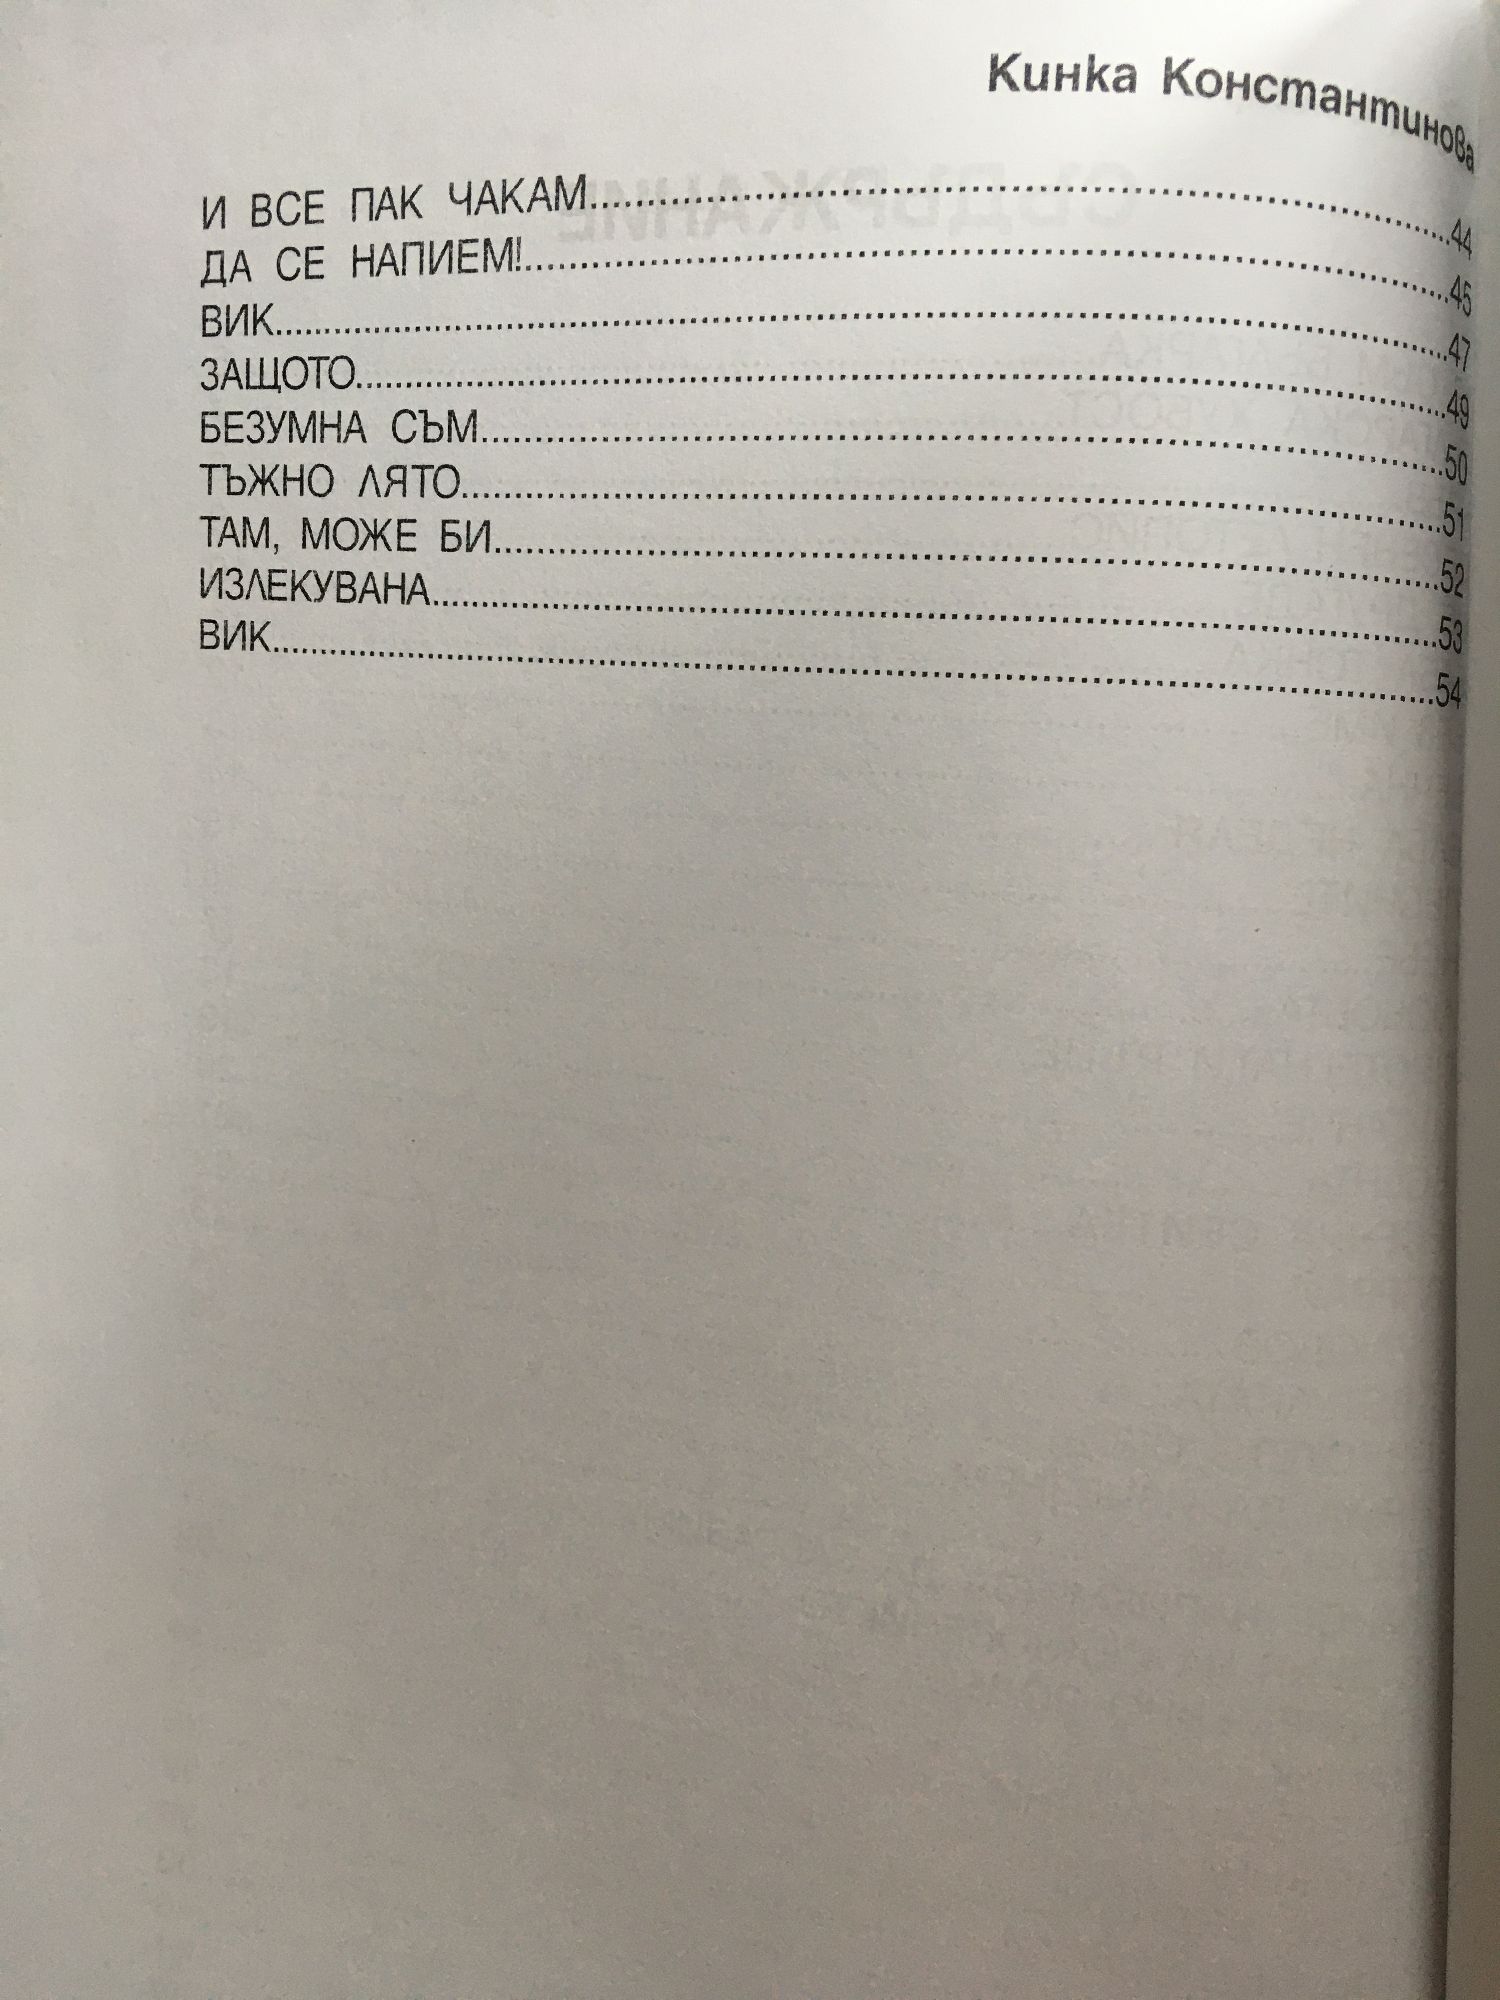 Кинка Константинова
И ВСЕ ПАК ЧАКАМ................................44
ДА СЕ НАПИЕМ!................................45
ВИК................................47
ЗАЩОТО................................49
БЕЗУМНА СЪМ................................50
ТЪЖНО ЛЯТО................................51
ТАМ, МОЖЕ БИ................................52
ИЗЛЕКУВАНА................................53
ВИК................................54